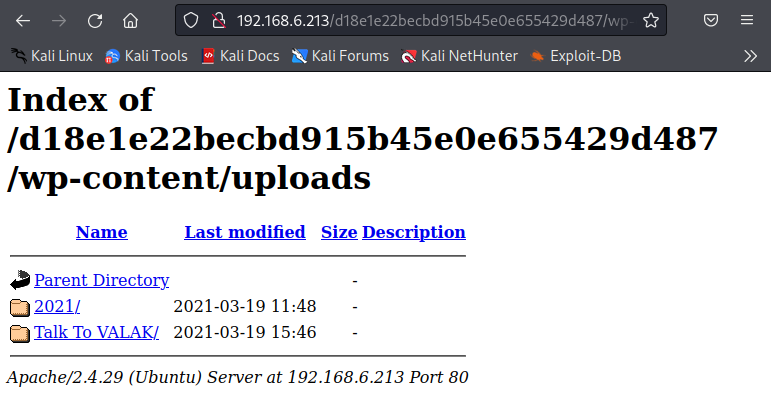 192.168.6.213/d18e1e22becbd915b45e0e655429d487/wp-
Kali Linux Kali Tools Kali Docs Kali Forums Kali NetHunter Exploit-DB
Index of
/d18e1e22becbd915b45e0e655429d487
/wp-content/uploads
Name Last modified Size Description
Parent Directory -
2021/ 2021-03-19 11:48 -
Talk To VALAK/ 2021-03-19 15:46 -
Apache/2.4.29 (Ubuntu) Server at 192.168.6.213 Port 80